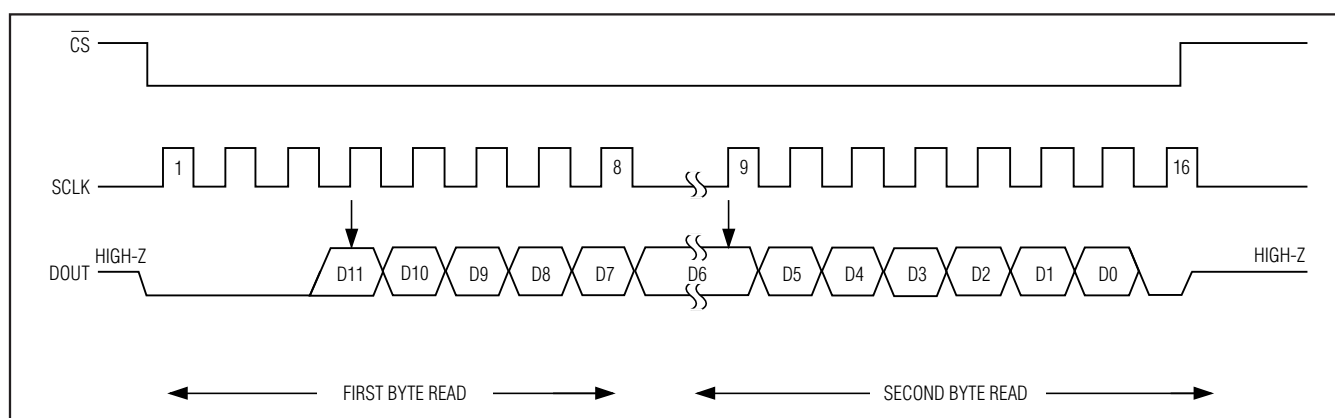 C̅S̅
SCLK 1 8 9 16
HIGH-Z HIGH-Z
DOUT D11 D10 D9 D8 D7 D6 D5 D4 D3 D2 D1 D0
FIRST BYTE READ SECOND BYTE READ